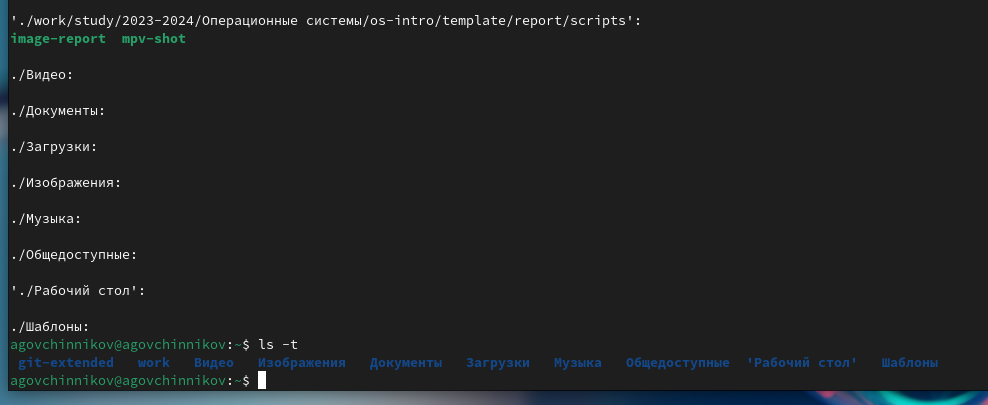 './work/study/2023-2024/Операционные системы/os-intro/template/report/scripts':
image-report  mpv-shot
./Видео:
./Документы:
./Загрузки:
./Изображения:
./Музыка:
./Общедоступные:
'./Рабочий стол':
./Шаблоны:
agovchinnikov@agovchinnikov:~$ ls -t
git-extended   work   Видео   Изображения   Документы   Загрузки   Музыка   Общедоступные  'Рабочий стол'   Шаблоны
agovchinnikov@agovchinnikov:~$